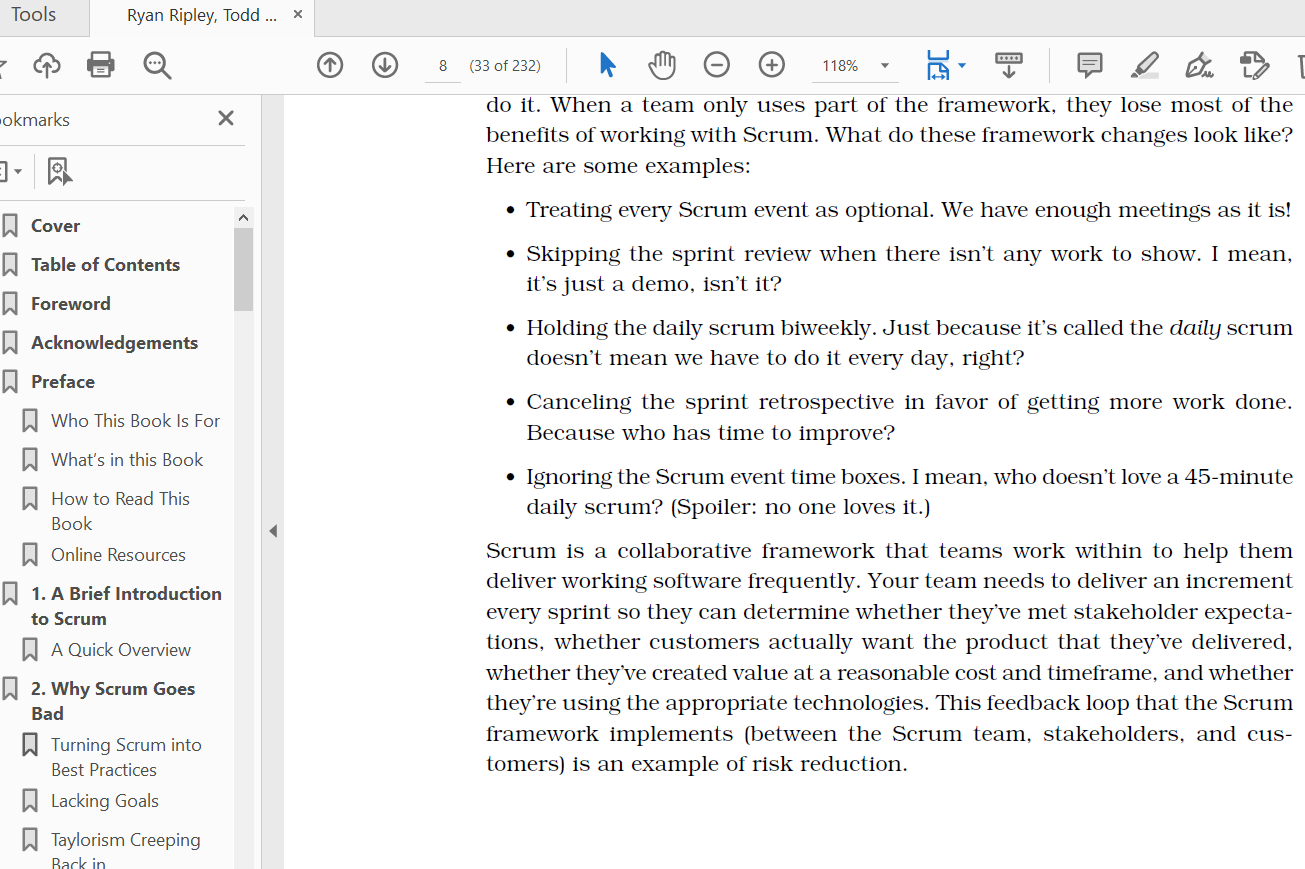 Tools
Ryan Ripley, Todd ... ×
8 (33 of 232)
118%
okmarks
Cover
Table of Contents
Foreword
Acknowledgements
Preface
Who This Book Is For
What's in this Book
How to Read This
Book
Online Resources
1. A Brief Introduction
to Scrum
A Quick Overview
2. Why Scrum Goes
Bad
Turning Scrum into
Best Practices
Lacking Goals
Taylorism Creeping
Back in
do it. When a team only uses part of the framework, they lose most of the
benefits of working with Scrum. What do these framework changes look like?
Here are some examples:
• Treating every Scrum event as optional. We have enough meetings as it is!
• Skipping the sprint review when there isn't any work to show. I mean,
it's just a demo, isn't it?
• Holding the daily scrum biweekly. Just because it's called the daily scrum
doesn't mean we have to do it every day, right?
• Canceling the sprint retrospective in favor of getting more work done.
Because who has time to improve?
• Ignoring the Scrum event time boxes. I mean, who doesn't love a 45-minute
daily scrum? (Spoiler: no one loves it.)
Scrum is a collaborative framework that teams work within to help them
deliver working software frequently. Your team needs to deliver an increment
every sprint so they can determine whether they've met stakeholder expecta-
tions, whether customers actually want the product that they've delivered,
whether they've created value at a reasonable cost and timeframe, and whether
they're using the appropriate technologies. This feedback loop that the Scrum
framework implements (between the Scrum team, stakeholders, and cus-
tomers) is an example of risk reduction.